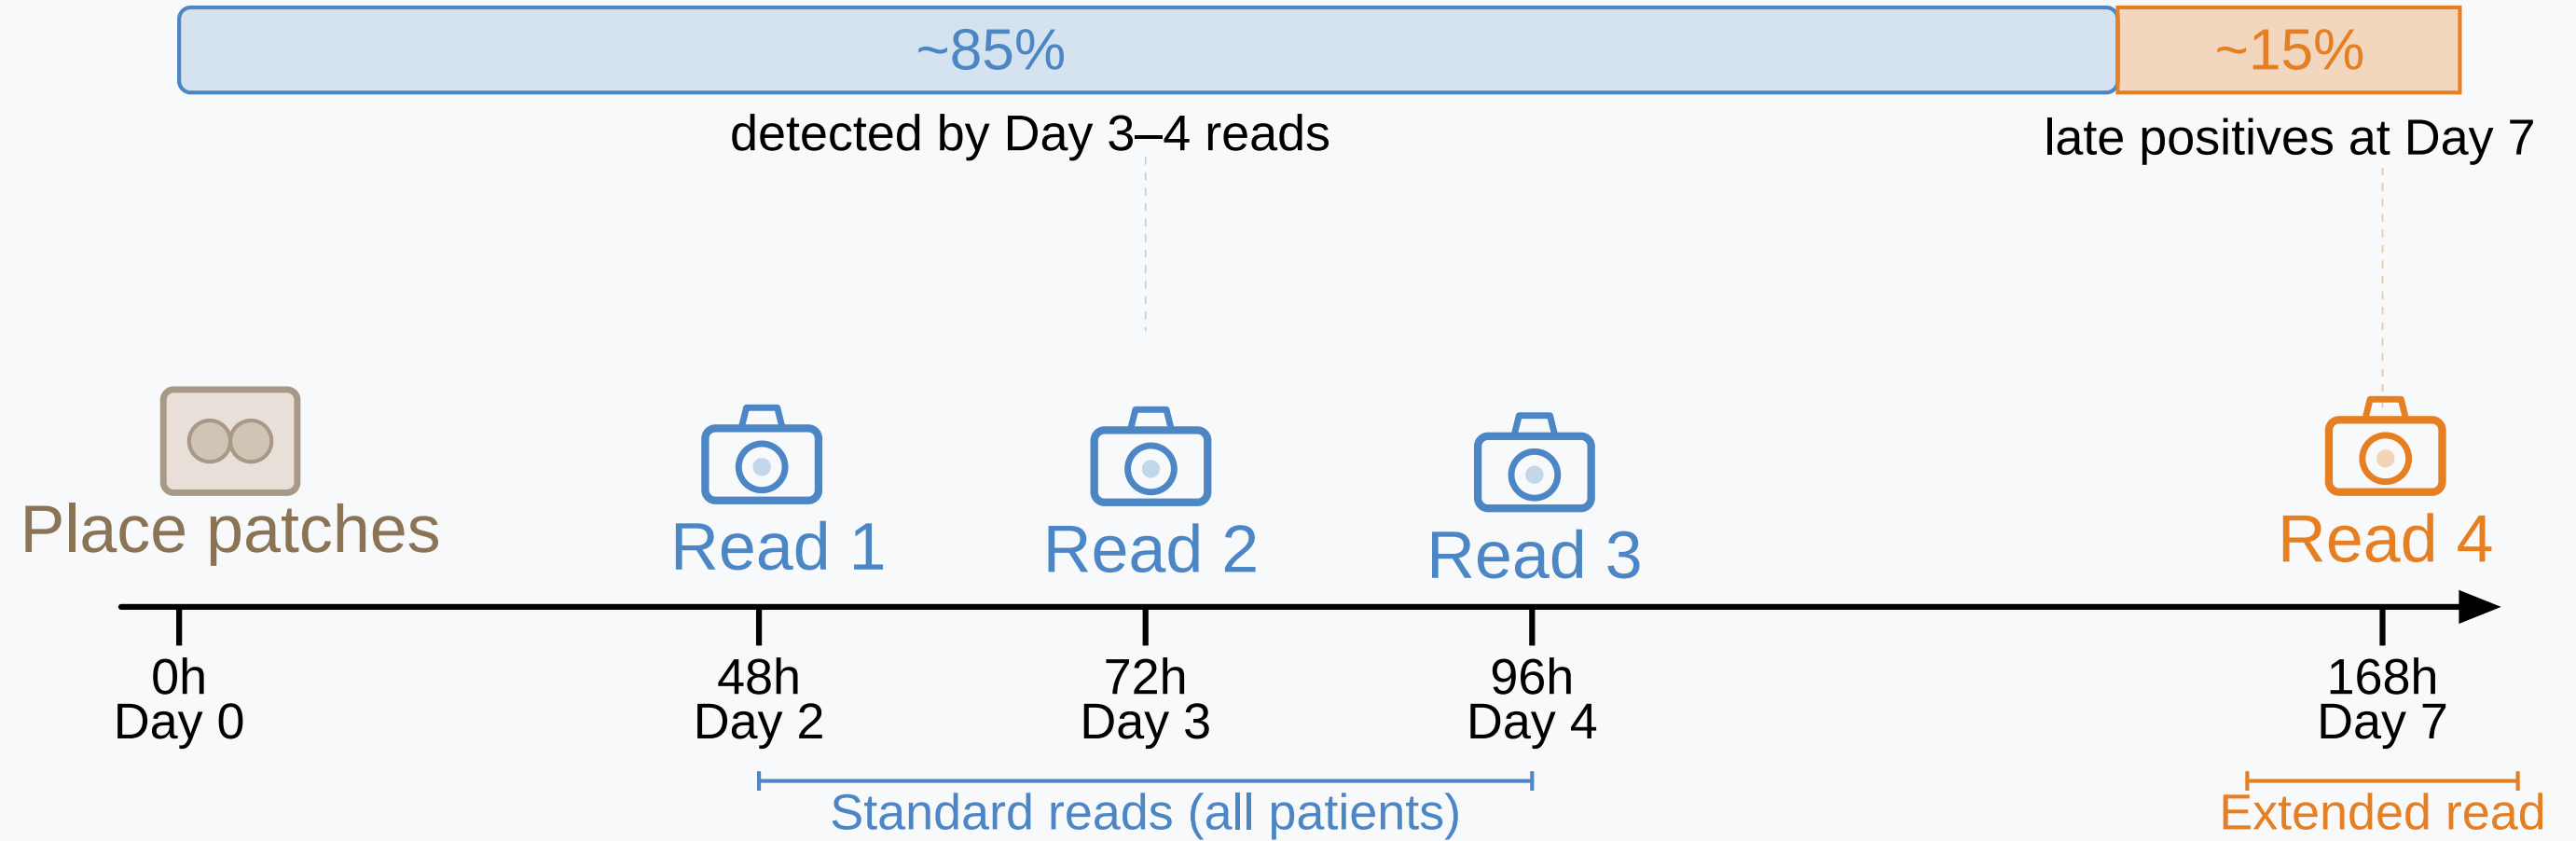 ~85%
~15%
detected by Day 3–4 reads
late positives at Day 7
Place patches
Read 1
Read 2
Read 3
Read 4
0h
Day 0
48h
Day 2
72h
Day 3
96h
Day 4
168h
Day 7
Standard reads (all patients)
Extended read